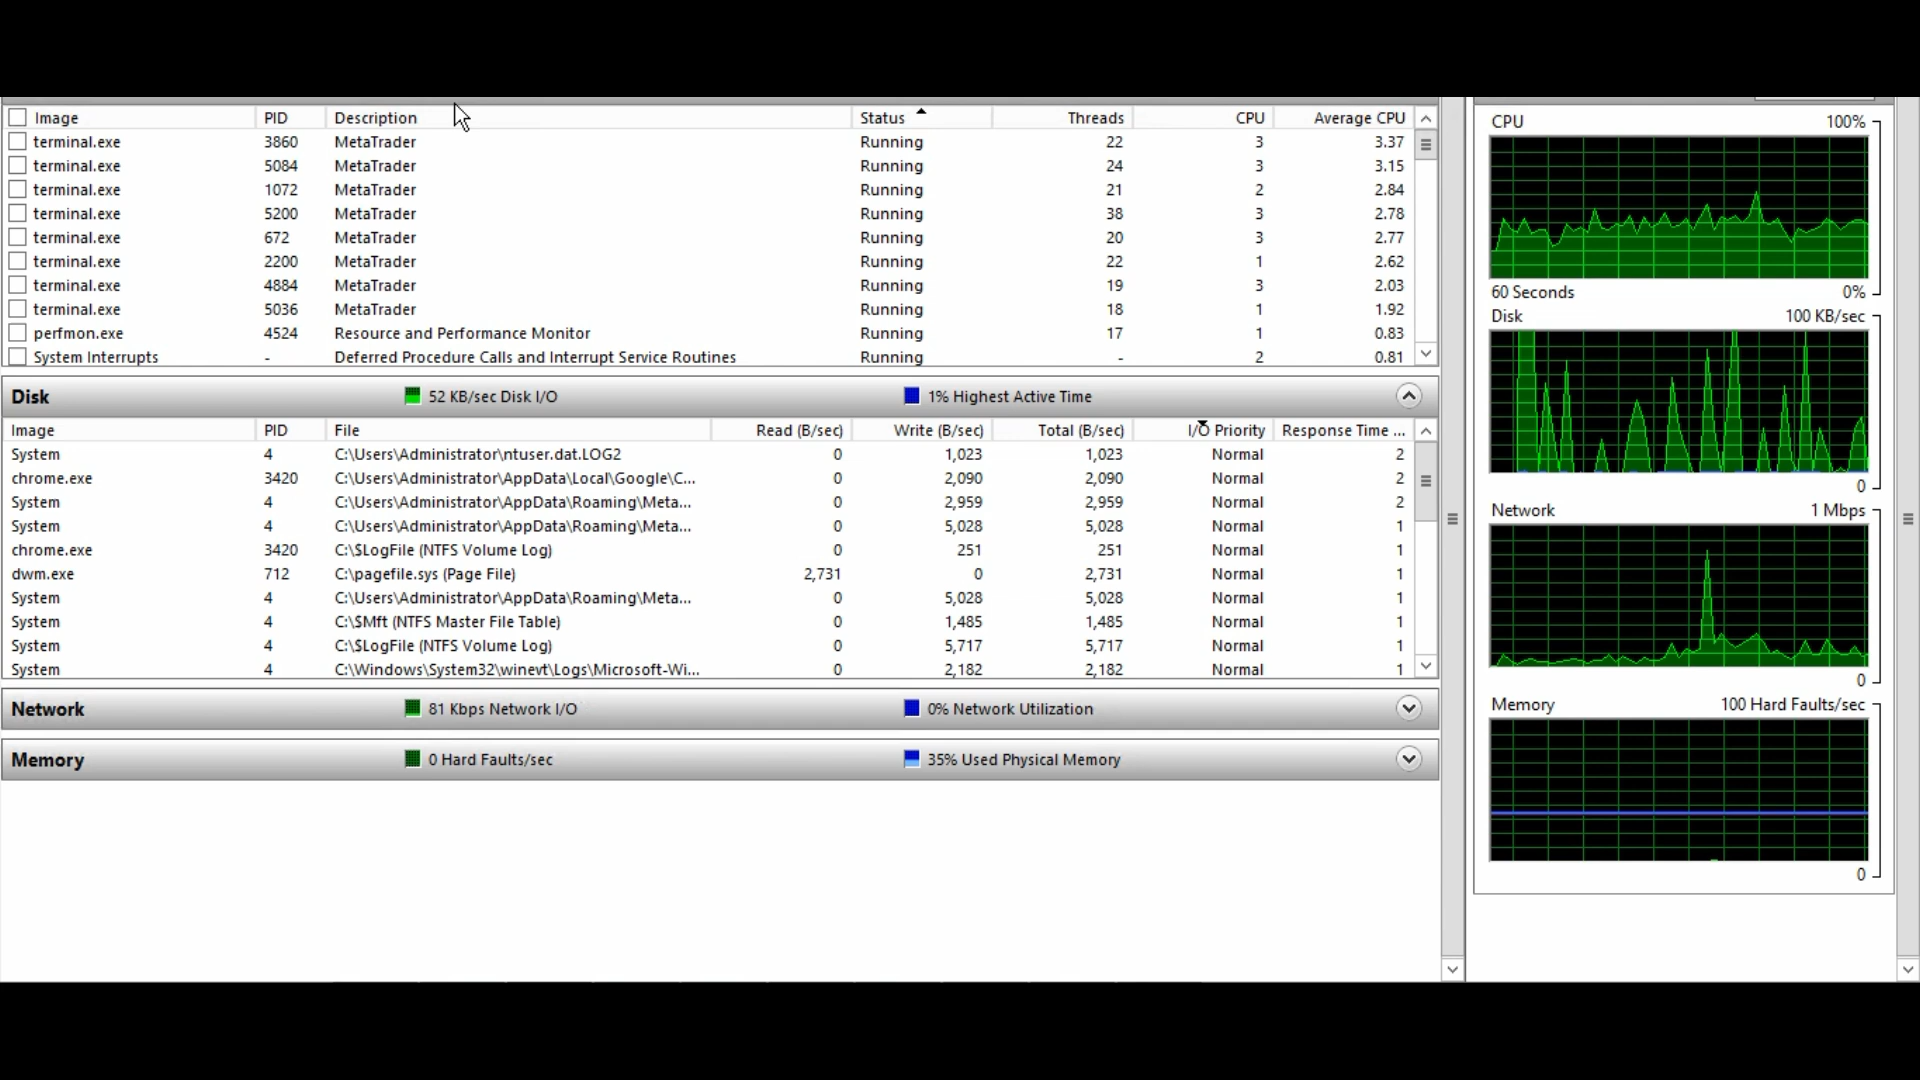 Image PID Description Status Threads CPU Average CPU
terminal.exe 3860 MetaTrader Running 22 3 3.37
terminal.exe 5084 MetaTrader Running 24 3 3.15
terminal.exe 1072 MetaTrader Running 21 2 2.84
terminal.exe 5200 MetaTrader Running 38 3 2.78
terminal.exe 672 MetaTrader Running 20 3 2.77
terminal.exe 2200 MetaTrader Running 22 1 2.62
terminal.exe 4884 MetaTrader Running 19 3 2.03
terminal.exe 5036 MetaTrader Running 18 1 1.92
perfmon.exe 4524 Resource and Performance Monitor Running 17 1 0.83
System Interrupts - Deferred Procedure Calls and Interrupt Service Routines Running - 2 0.81
Disk 52 KB/sec Disk I/O 1% Highest Active Time
Image PID File Read (B/sec) Write (B/sec) Total (B/sec) I/O Priority Response Time ...
System 4 C:\Users\Administrator\ntuser.dat.LOG2 0 1,023 1,023 Normal 2
chrome.exe 3420 C:\Users\Administrator\AppData\Local\Google\C... 0 2,090 2,090 Normal 2
System 4 C:\Users\Administrator\AppData\Roaming\Meta... 0 2,959 2,959 Normal 2
System 4 C:\Users\Administrator\AppData\Roaming\Meta... 0 5,028 5,028 Normal 1
chrome.exe 3420 C:\$LogFile (NTFS Volume Log) 0 251 251 Normal 1
dwm.exe 712 C:\pagefile.sys (Page File) 2,731 0 2,731 Normal 1
System 4 C:\Users\Administrator\AppData\Roaming\Meta... 0 5,028 5,028 Normal 1
System 4 C:\$Mft (NTFS Master File Table) 0 1,485 1,485 Normal 1
System 4 C:\$LogFile (NTFS Volume Log) 0 5,717 5,717 Normal 1
System 4 C:\Windows\System32\winevt\Logs\Microsoft-Wi... 0 2,182 2,182 Normal 1
Network 81 Kbps Network I/O 0% Network Utilization
Memory 0 Hard Faults/sec 35% Used Physical Memory
CPU 100%
60 Seconds 0%
Disk 100 KB/sec
0
Network 1 Mbps
0
Memory 100 Hard Faults/sec
0